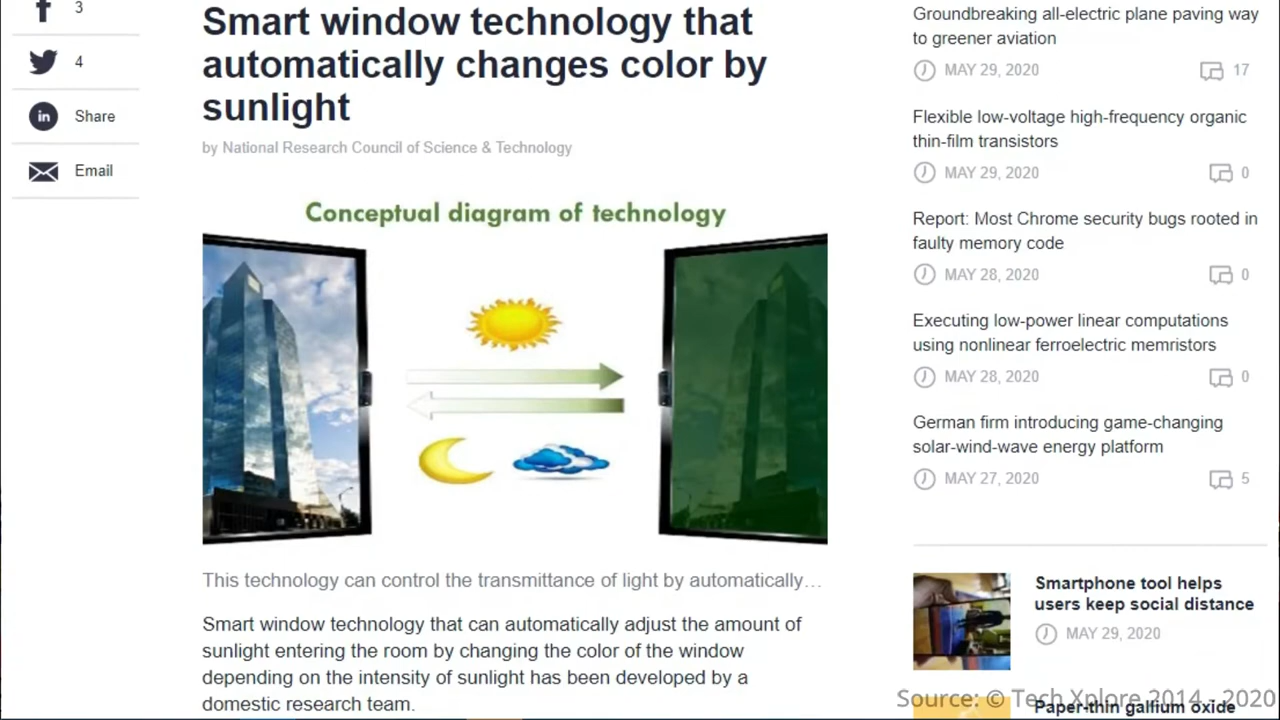 3
4
Share
Email
Smart window technology that
automatically changes color by
sunlight
by National Research Council of Science & Technology
Conceptual diagram of technology
This technology can control the transmittance of light by automatically…
Smart window technology that can automatically adjust the amount of
sunlight entering the room by changing the color of the window
depending on the intensity of sunlight has been developed by a
domestic research team.
Groundbreaking all-electric plane paving way
to greener aviation
MAY 29, 2020 17
Flexible low-voltage high-frequency organic
thin-film transistors
MAY 29, 2020 0
Report: Most Chrome security bugs rooted in
faulty memory code
MAY 28, 2020 0
Executing low-power linear computations
using nonlinear ferroelectric memristors
MAY 28, 2020 0
German firm introducing game-changing
solar-wind-wave energy platform
MAY 27, 2020 5
Smartphone tool helps
users keep social distance
MAY 29, 2020
Paper-thin gallium oxide
Source: © Tech Xplore 2014 - 2020